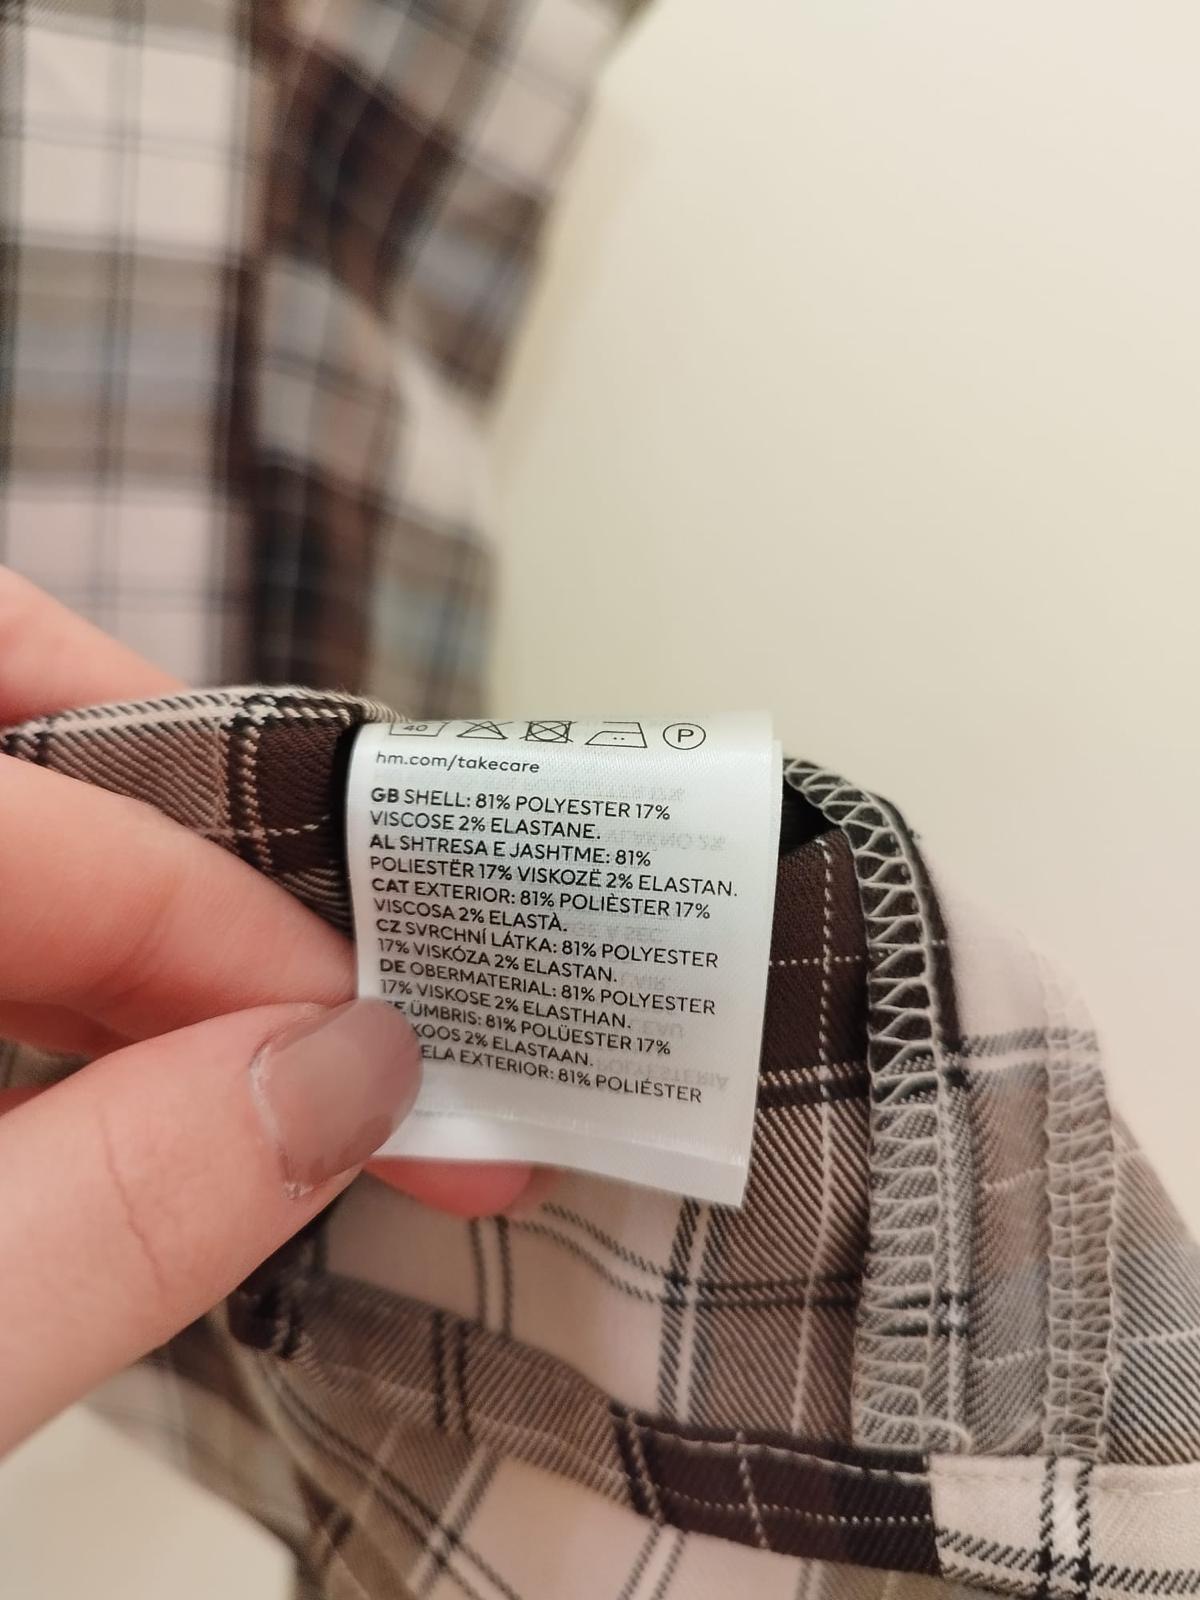 40 P
hm.com/takecare
GB SHELL: 81% POLYESTER 17%
VISCOSE 2% ELASTANE.
AL SHTRESA E JASHTME: 81%
POLIESTËR 17% VISKOZË 2% ELASTAN.
CAT EXTERIOR: 81% POLIÈSTER 17%
VISCOSA 2% ELASTÀ.
CZ SVRCHNÍ LÁTKA: 81% POLYESTER
17% VISKÓZA 2% ELASTAN.
DE OBERMATERIAL: 81% POLYESTER
17% VISKOSE 2% ELASTHAN.
ÜMBRIS: 81% POLÜESTER 17%
KOOS 2% ELASTAAN.
ELA EXTERIOR: 81% POLIÉSTER